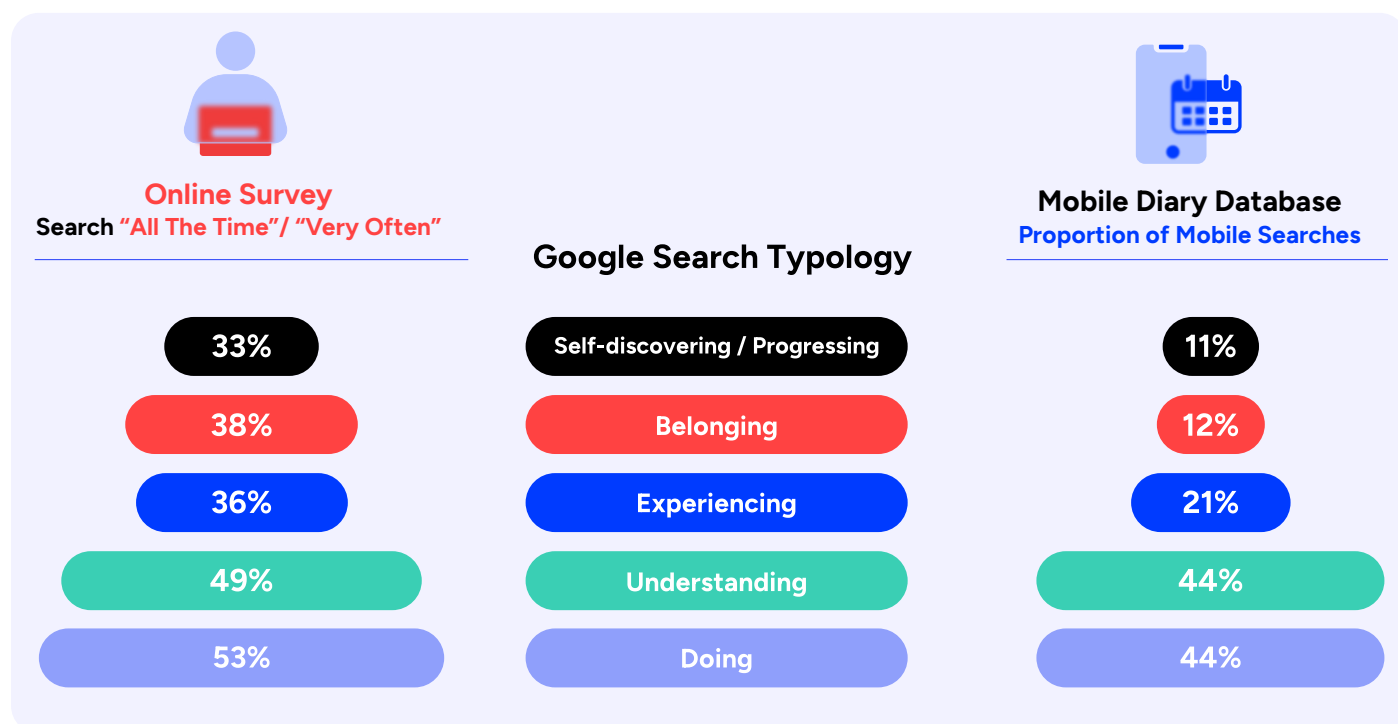 Online Survey
Search “All The Time”/ “Very Often”
Mobile Diary Database
Proportion of Mobile Searches
Google Search Typology
33% Self-discovering / Progressing 11%
38% Belonging 12%
36% Experiencing 21%
49% Understanding 44%
53% Doing 44%